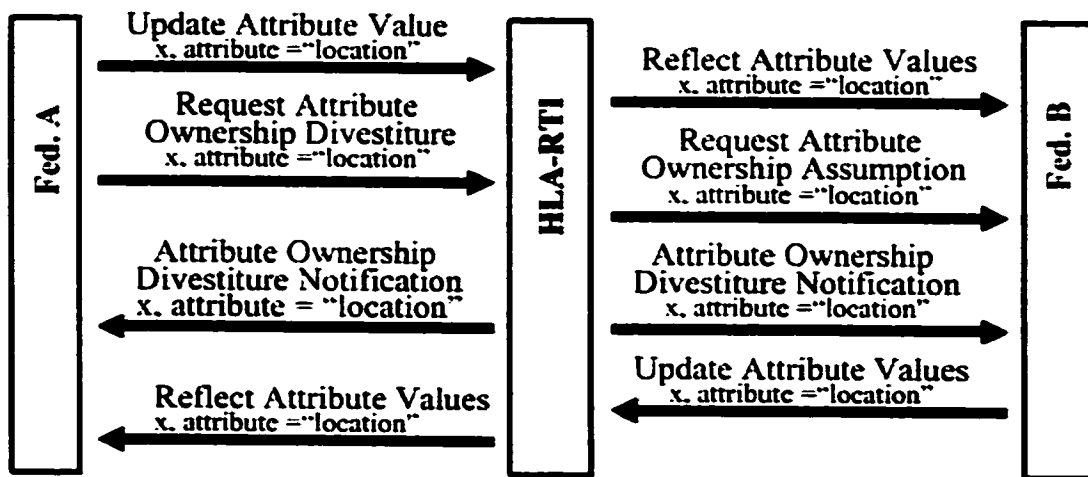 Fed. A
Update Attribute Value
x, attribute ="location"
Request Attribute
Ownership Divestiture
x, attribute ="location"
Attribute Ownership
Divestiture Notification
x, attribute = "location"
Reflect Attribute Values
x, attribute ="location"
HLA-RTI
Reflect Attribute Values
x, attribute ="location"
Request Attribute
Ownership Assumption
x, attribute ="location"
Attribute Ownership
Divestiture Notification
x, attribute ="location"
Update Attribute Values
x, attribute ="location"
Fed. B